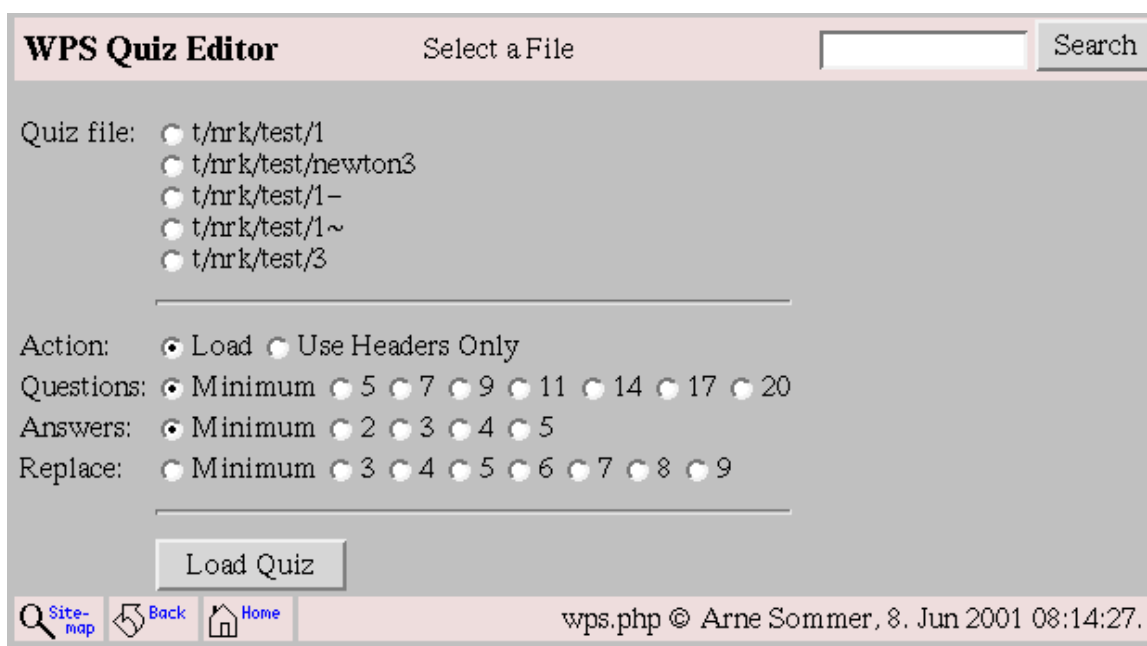 WPS Quiz Editor Select a File Search
Quiz file: t/nrk/test/1
t/nrk/test/newton3
t/nrk/test/1-
t/nrk/test/1~
t/nrk/test/3
Action: Load Use Headers Only
Questions: Minimum 5 7 9 11 14 17 20
Answers: Minimum 2 3 4 5
Replace: Minimum 3 4 5 6 7 8 9
Load Quiz
Site-
map Back Home wps.php © Arne Sommer, 8. Jun 2001 08:14:27.